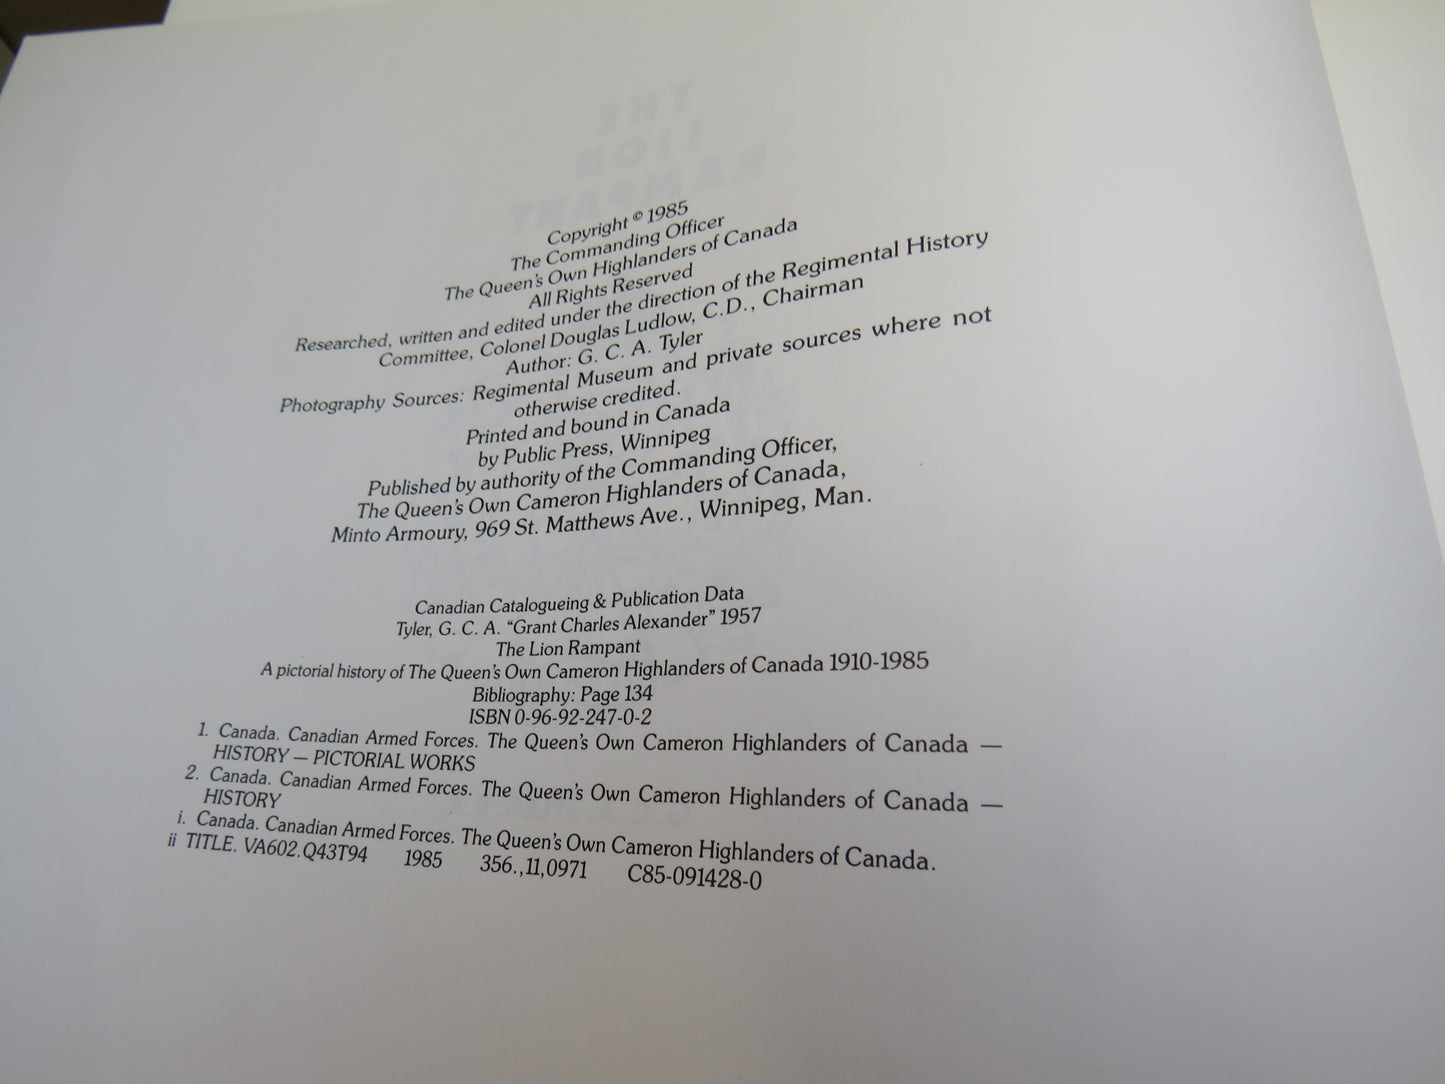 Copyright © 1985
The Commanding Officer
The Queen's Own Highlanders of Canada
All Rights Reserved
Researched, written and edited under the direction of the Regimental History
Committee, Colonel Douglas Ludlow, C.D., Chairman
Author: G. C. A. Tyler
Photography Sources: Regimental Museum and private sources where not
otherwise credited.
Printed and bound in Canada
by Public Press, Winnipeg
Published by authority of the Commanding Officer,
The Queen's Own Cameron Highlanders of Canada,
Minto Armoury, 969 St. Matthews Ave., Winnipeg, Man.
Canadian Catalogueing & Publication Data
Tyler, G. C. A. “Grant Charles Alexander” 1957
The Lion Rampant
A pictorial history of The Queen's Own Cameron Highlanders of Canada 1910-1985
Bibliography: Page 134
ISBN 0-96-92-247-0-2
1. Canada. Canadian Armed Forces. The Queen's Own Cameron Highlanders of Canada —
HISTORY — PICTORIAL WORKS
2. Canada. Canadian Armed Forces. The Queen's Own Cameron Highlanders of Canada —
HISTORY
i. Canada. Canadian Armed Forces. The Queen's Own Cameron Highlanders of Canada.
ii TITLE. VA602.Q43T94 1985 356.,11,0971 C85-091428-0